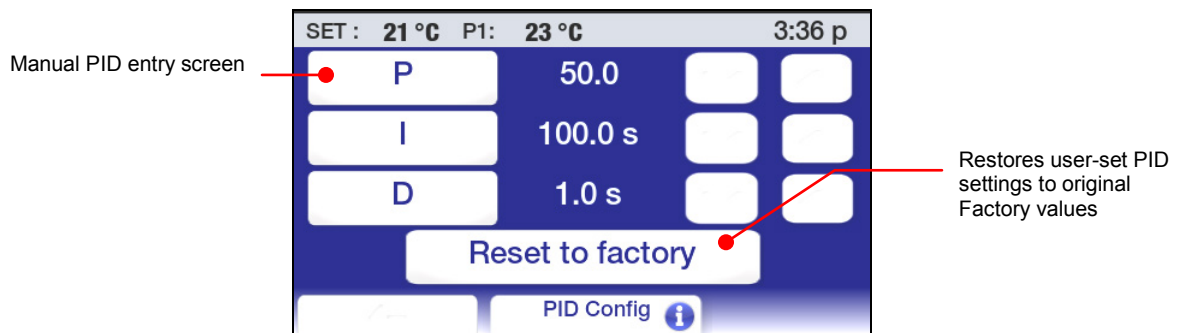 SET : 21 °C P1: 23 °C 3:36 p
Manual PID entry screen
P 50.0
I 100.0 s
D 1.0 s
Restores user-set PID
settings to original
Factory values
Reset to factory
PID Config i